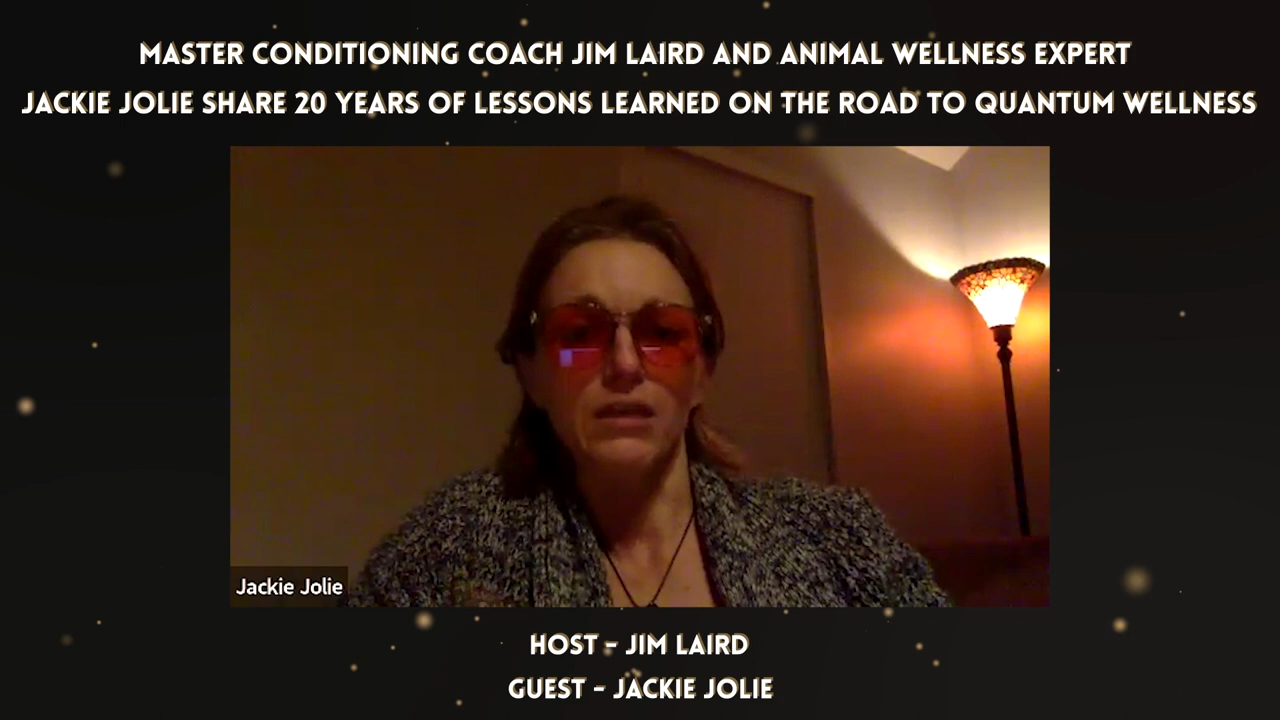 MASTER CONDITIONING COACH JIM LAIRD AND ANIMAL WELLNESS EXPERT
JACKIE JOLIE SHARE 20 YEARS OF LESSONS LEARNED ON THE ROAD TO QUANTUM WELLNESS
Jackie Jolie
HOST - JIM LAIRD
GUEST - JACKIE JOLIE